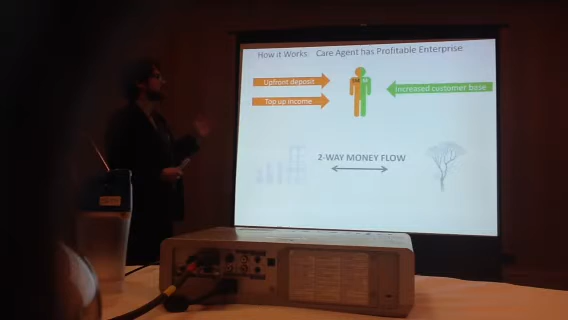 How it Works: Care Agent has Profitable Enterprise
Upfront deposit
Top up income
Increased customer base
2-WAY MONEY FLOW